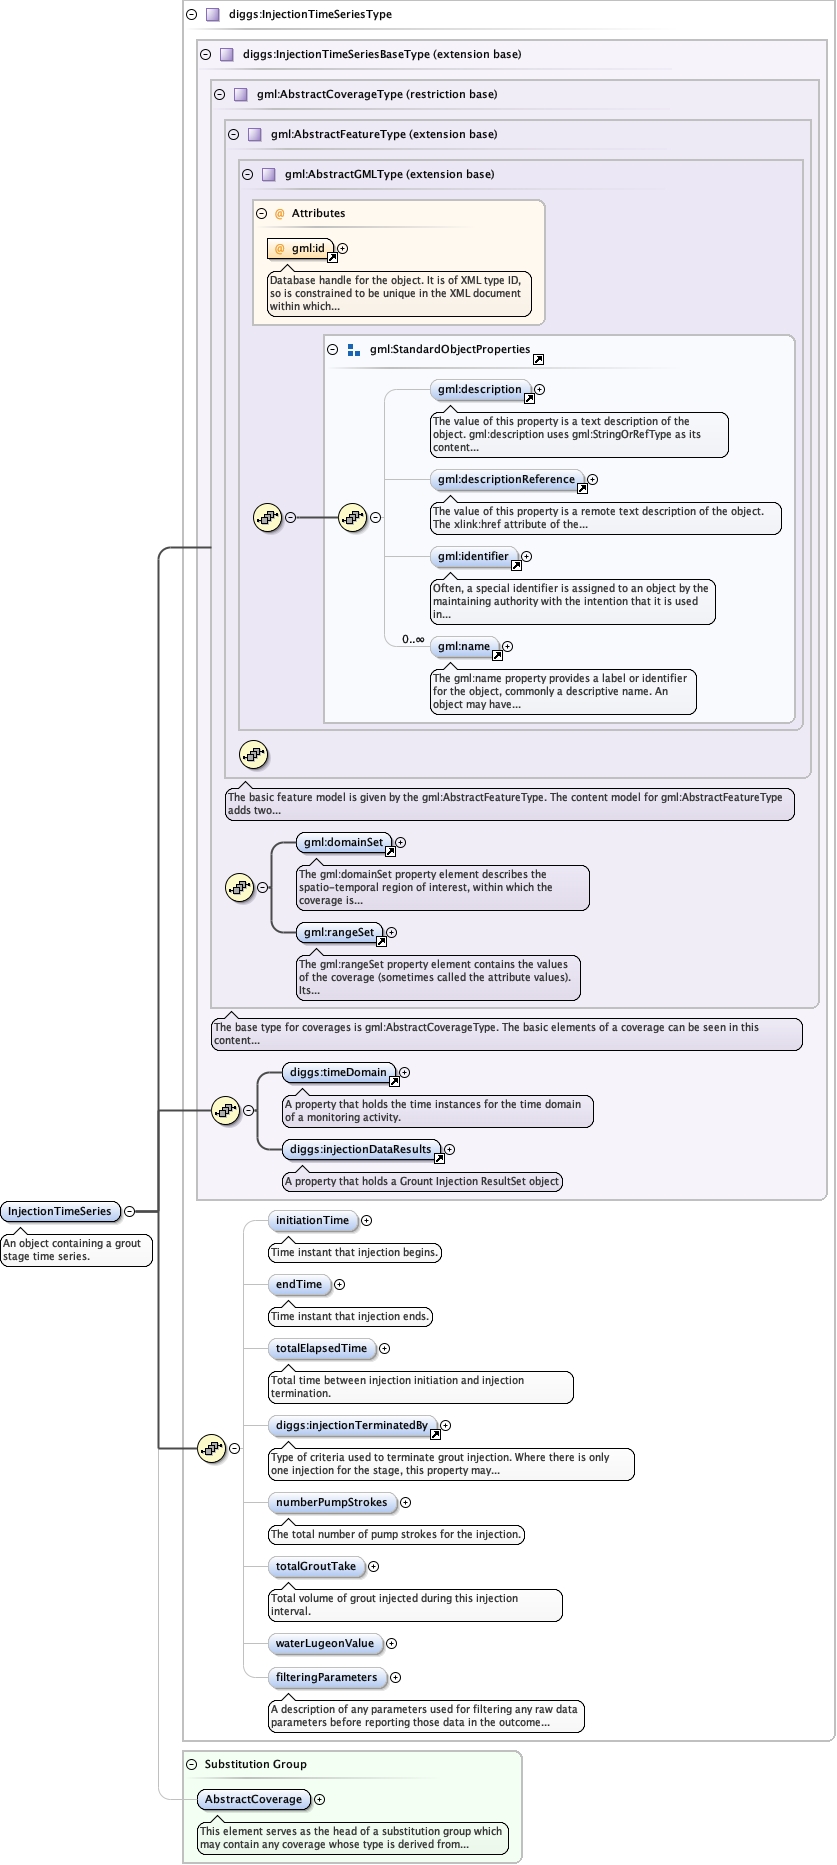 diggs:InjectionTimeSeriesType
diggs:InjectionTimeSeriesBaseType (extension base)
gml:AbstractCoverageType (restriction base)
gml:AbstractFeatureType (extension base)
gml:AbstractGMLType (extension base)
@ Attributes
@ gml:id
Database handle for the object. It is of XML type ID,
so is constrained to be unique in the XML document
within which...
gml:StandardObjectProperties
gml:description
The value of this property is a text description of the
object. gml:description uses gml:StringOrRefType as its
content...
gml:descriptionReference
The value of this property is a remote text description of the object.
The xlink:href attribute of the...
gml:identifier
Often, a special identifier is assigned to an object by the
maintaining authority with the intention that it is used
in...
0..∞
gml:name
The gml:name property provides a label or identifier
for the object, commonly a descriptive name. An
object may have...
The basic feature model is given by the gml:AbstractFeatureType. The content model for gml:AbstractFeatureType
adds two...
gml:domainSet
The gml:domainSet property element describes the
spatio-temporal region of interest, within which the
coverage is...
gml:rangeSet
The gml:rangeSet property element contains the values
of the coverage (sometimes called the attribute values).
Its...
The base type for coverages is gml:AbstractCoverageType. The basic elements of a coverage can be seen in this
content...
diggs:timeDomain
A property that holds the time instances for the time domain
of a monitoring activity.
diggs:injectionDataResults
A property that holds a Grount Injection ResultSet object
InjectionTimeSeries
An object containing a grout
stage time series.
initiationTime
Time instant that injection begins.
endTime
Time instant that injection ends.
totalElapsedTime
Total time between injection initiation and injection
termination.
diggs:injectionTerminatedBy
Type of criteria used to terminate grout injection. Where there is only
one injection for the stage, this property may...
numberPumpStrokes
The total number of pump strokes for the injection.
totalGroutTake
Total volume of grout injected during this injection
interval.
waterLugeonValue
filteringParameters
A description of any parameters used for filtering any raw data
parameters before reporting those data in the outcome...
Substitution Group
AbstractCoverage
This element serves as the head of a substitution group which
may contain any coverage whose type is derived from...